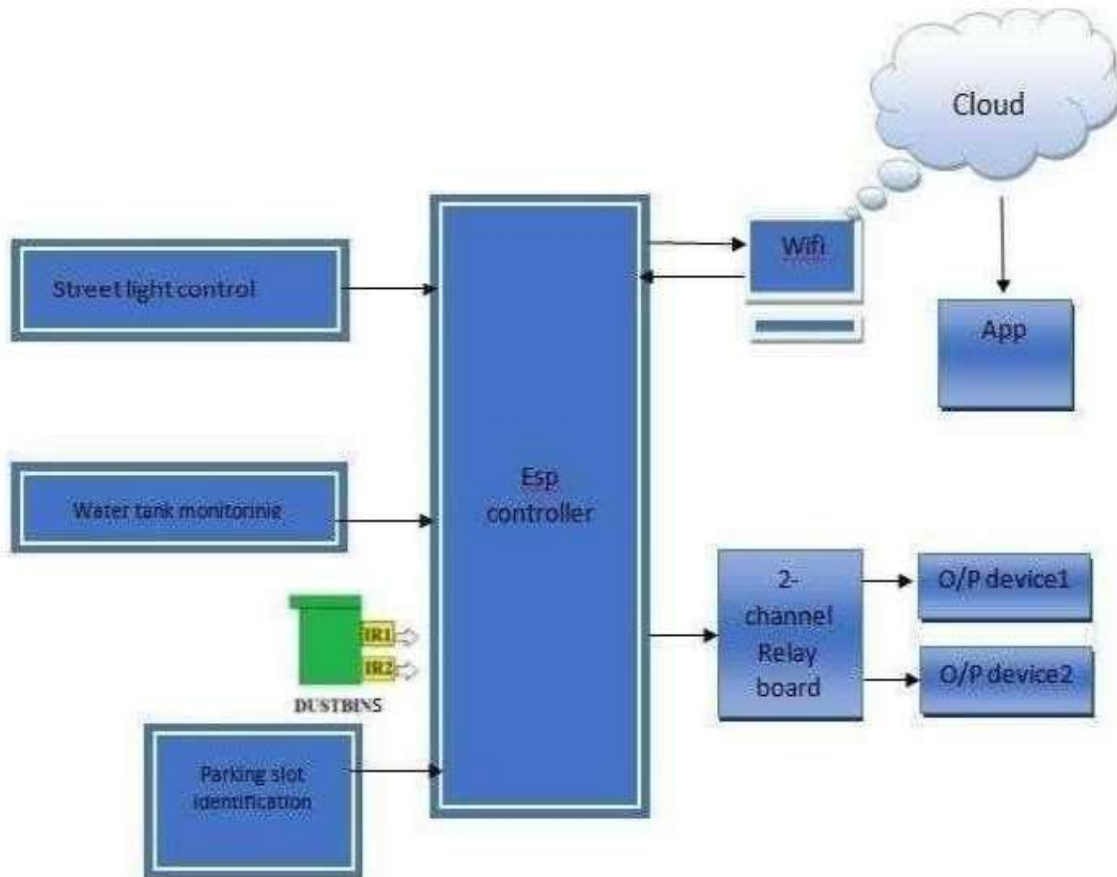 Cloud
Wifi
Street light control
App
Esp
controller
Water tank monitoring
2-
channel
Relay
board
O/P device1
O/P device2
IR1
IR2
DUSTBINS
Parking slot
identification